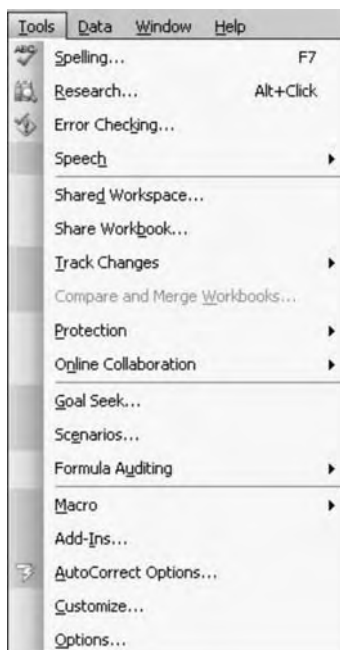 Tools Data Window Help
Spelling... F7
Research... Alt+Click
Error Checking...
Speech
Shared Workspace...
Share Workbook...
Track Changes
Compare and Merge Workbooks...
Protection
Online Collaboration
Goal Seek...
Scenarios...
Formula Auditing
Macro
Add-Ins...
AutoCorrect Options...
Customize...
Options...